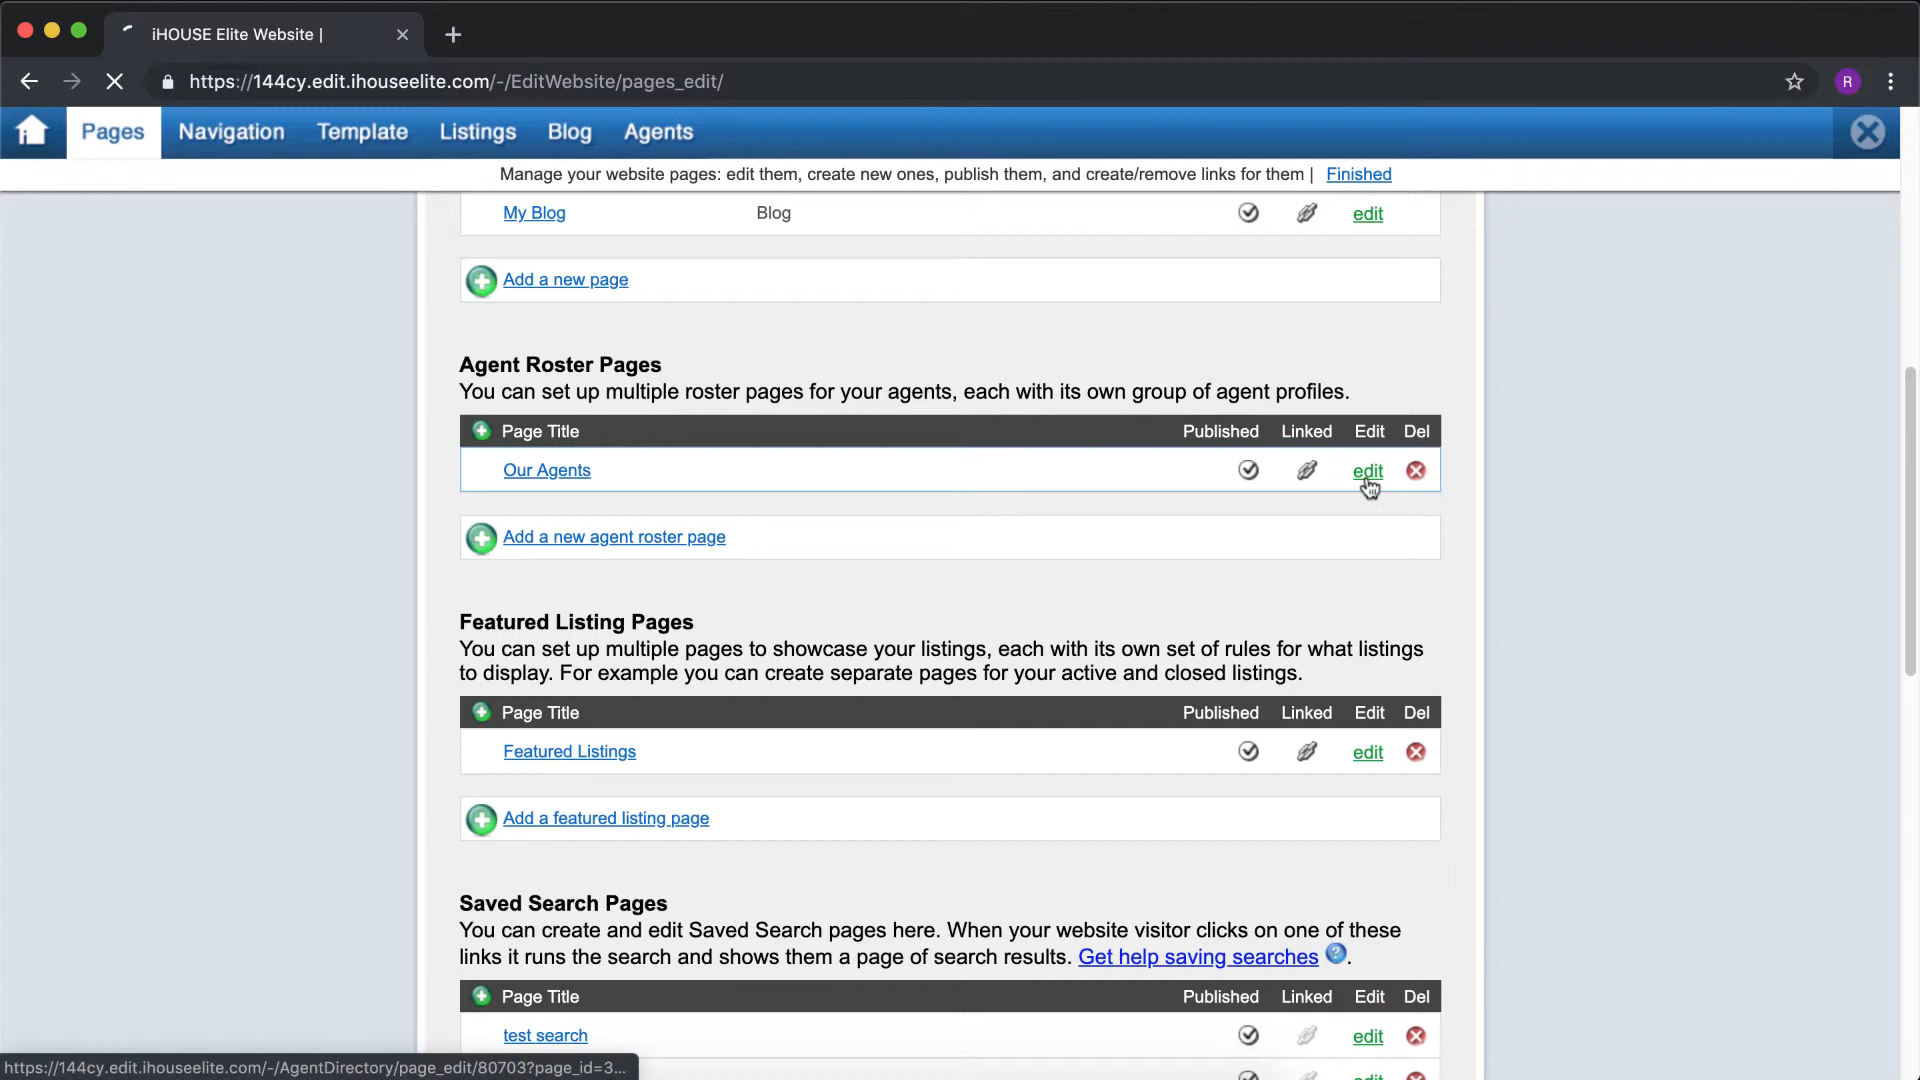 iHOUSE Elite Website |
https://144cy.edit.ihouseelite.com/-/EditWebsite/pages_edit/
R
Pages Navigation Template Listings Blog Agents
Manage your website pages: edit them, create new ones, publish them, and create/remove links for them | Finished
My Blog Blog edit
Add a new page
Agent Roster Pages
You can set up multiple roster pages for your agents, each with its own group of agent profiles.
Page Title Published Linked Edit Del
Our Agents edit
Add a new agent roster page
Featured Listing Pages
You can set up multiple pages to showcase your listings, each with its own set of rules for what listings
to display. For example you can create separate pages for your active and closed listings.
Page Title Published Linked Edit Del
Featured Listings edit
Add a featured listing page
Saved Search Pages
You can create and edit Saved Search pages here. When your website visitor clicks on one of these
links it runs the search and shows them a page of search results. Get help saving searches ?.
Page Title Published Linked Edit Del
test search edit
edit
https://144cy.edit.ihouseelite.com/-/AgentDirectory/page_edit/80703?page_id=3...